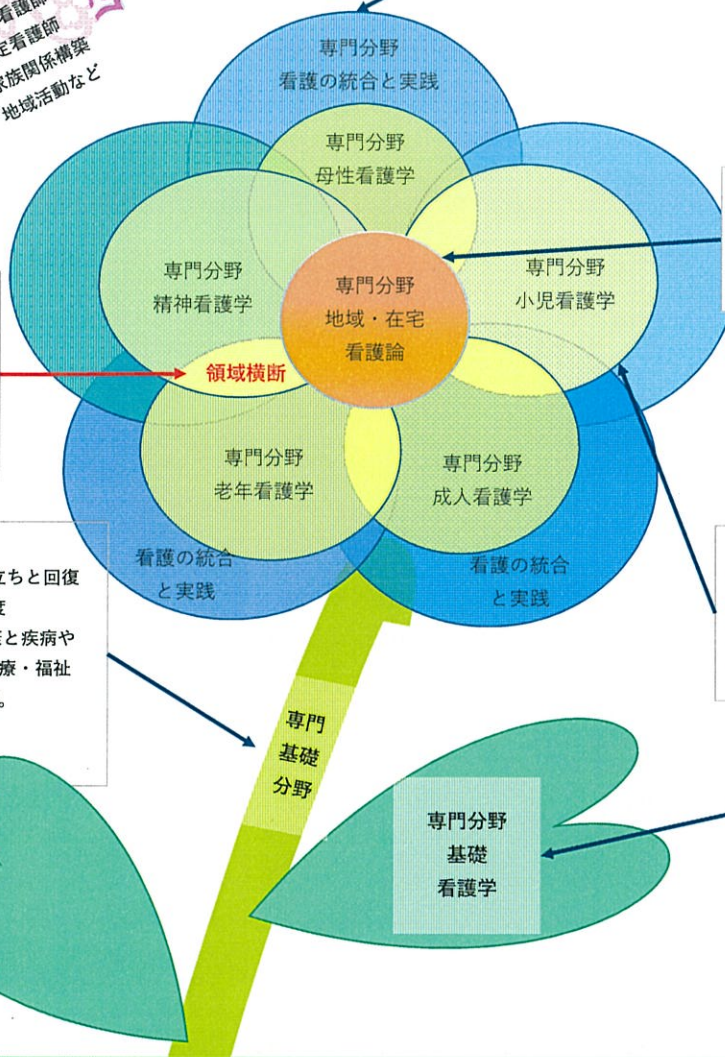 看護師
定看護師
家族関係構築
地域活動など
専門分野
看護の統合と実践
専門分野
母性看護学
専門分野
精神看護学
専門分野
地域・在宅
看護論
専門分野
小児看護学
領域横断
専門分野
老年看護学
専門分野
成人看護学
看護の統合
と実践
看護の統合
と実践
立ちと回復
と疾病や
療・福祉
。
専門
基礎
分野
専門分野
基礎
看護学